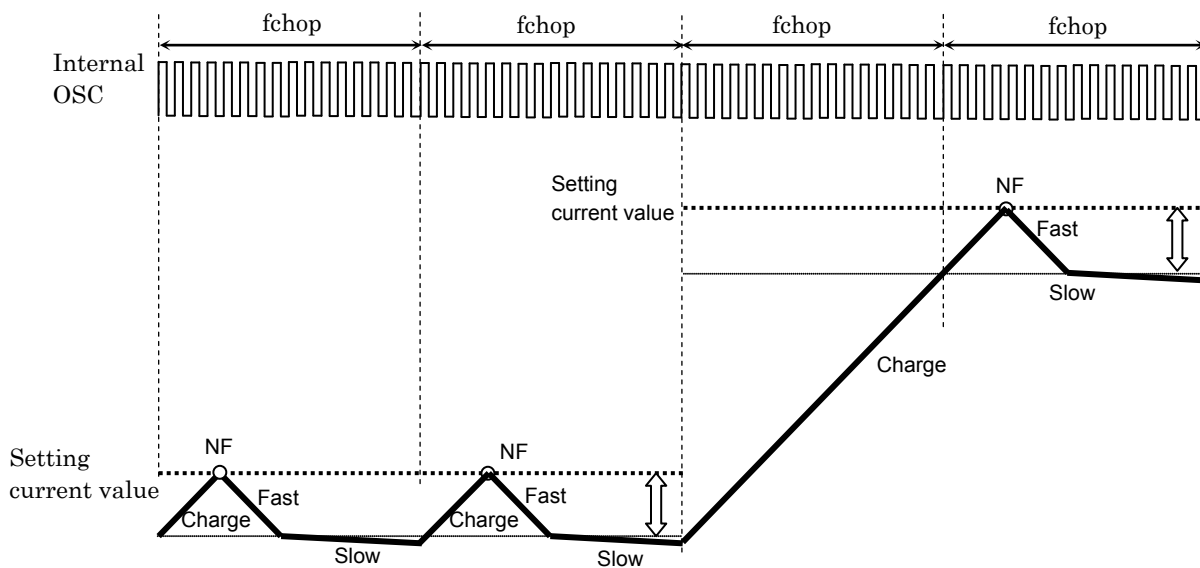 fchop fchop fchop fchop
Internal
OSC
Setting
current value
NF
Fast
Slow
Charge
Setting
current value
NF
Fast
Charge
Slow
NF
Fast
Charge
Slow